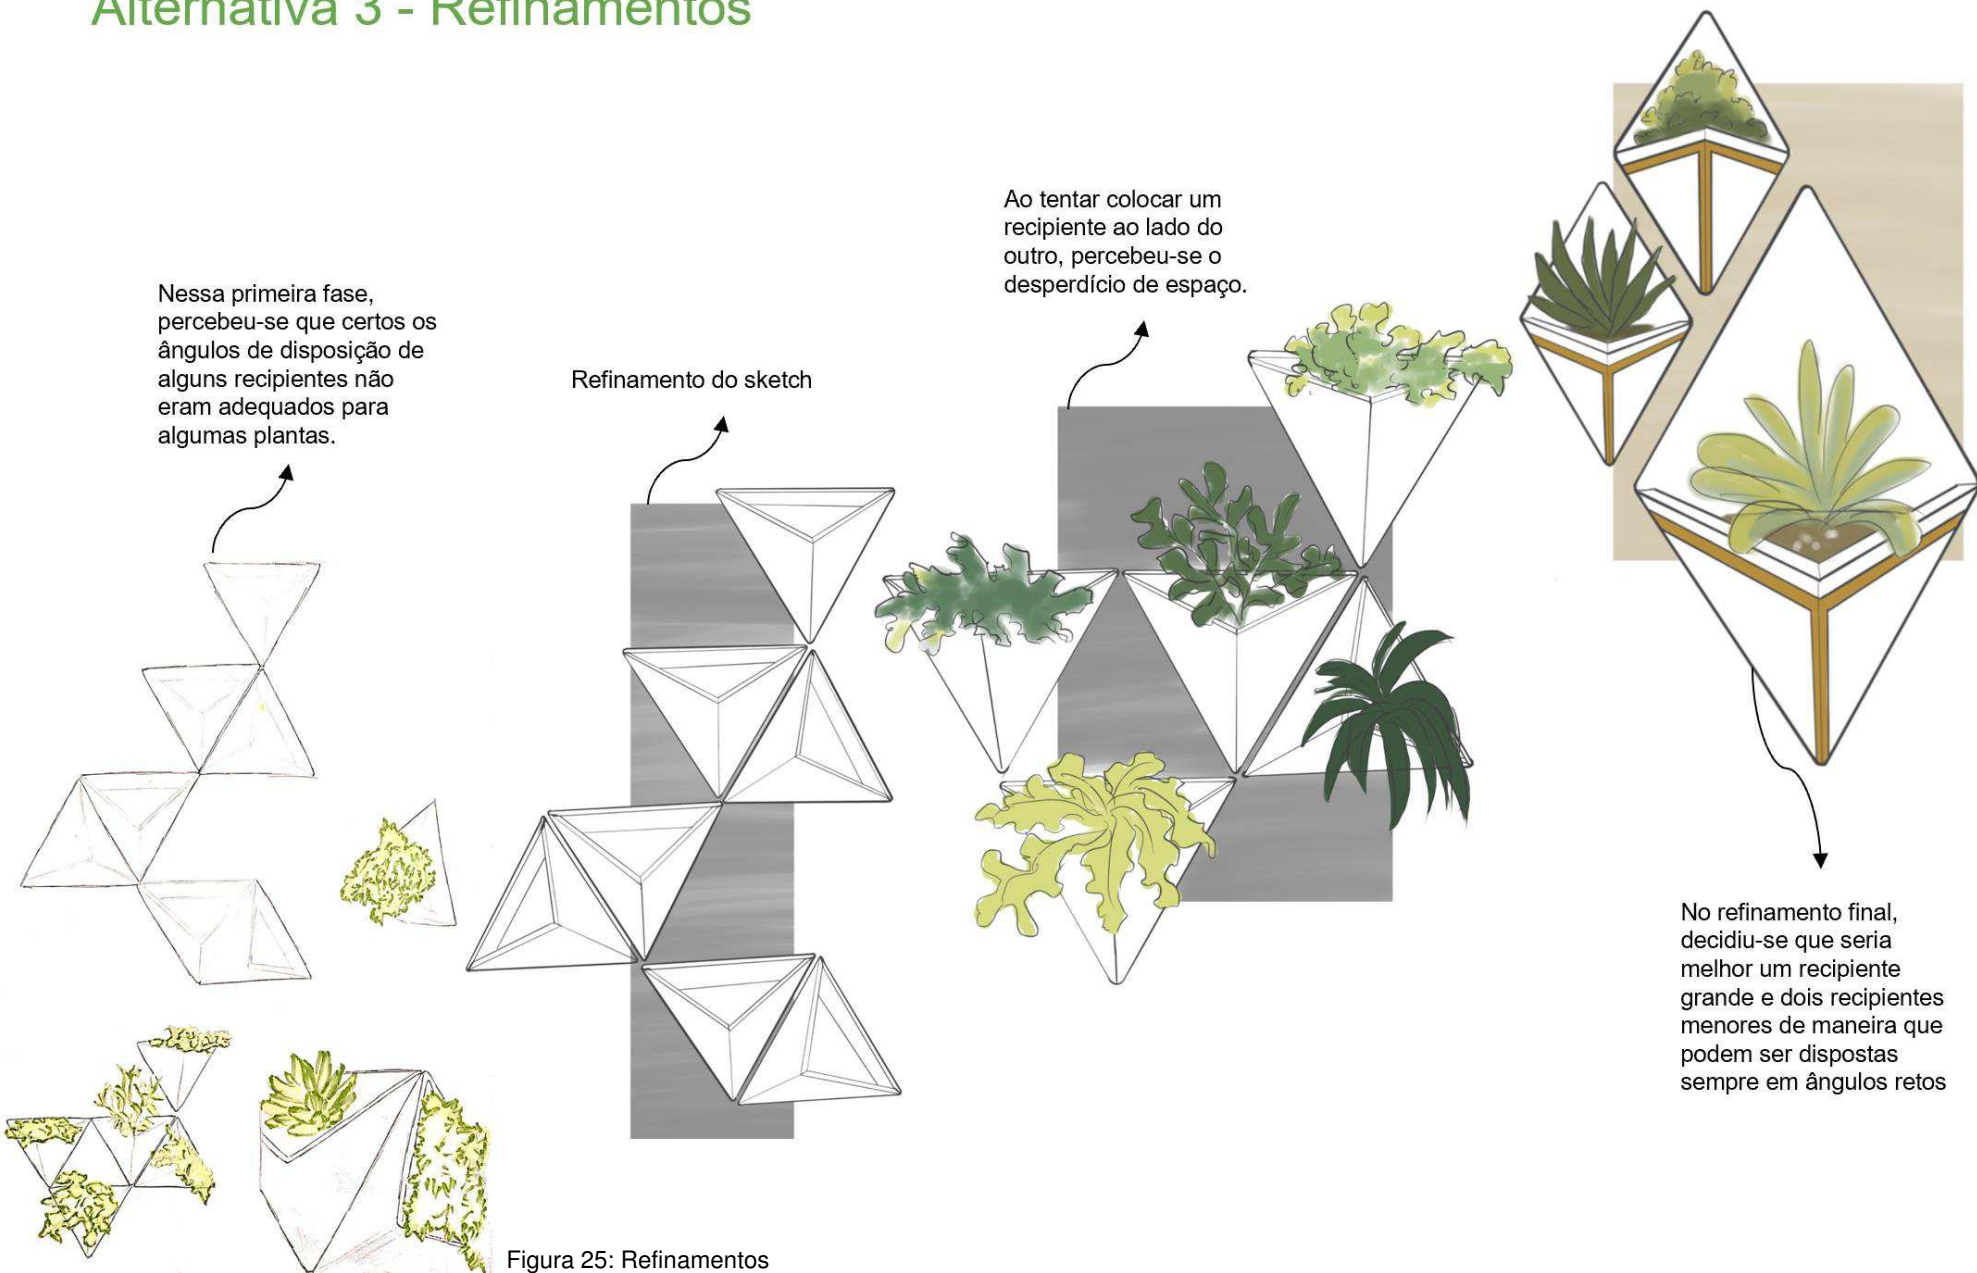 Alternativa 3 - Refinamentos
Nessa primeira fase,
percebeu-se que certos os
ângulos de disposição de
alguns recipientes não
eram adequados para
algumas plantas.
Refinamento do sketch
Ao tentar colocar um
recipiente ao lado do
outro, percebeu-se o
desperdício de espaço.
No refinamento final,
decidiu-se que seria
melhor um recipiente
grande e dois recipientes
menores de maneira que
podem ser dispostas
sempre em ângulos retos
Figura 25: Refinamentos